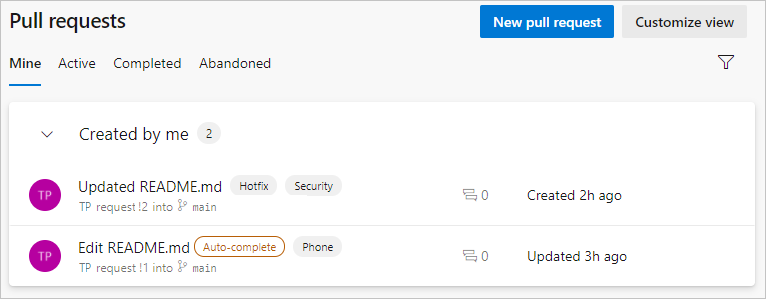 Pull requests New pull request Customize view
Mine Active Completed Abandoned
Created by me 2
TP Updated README.md Hotfix Security 0 Created 2h ago
TP request !2 into main
TP Edit README.md Auto-complete Phone 0 Updated 3h ago
TP request !1 into main